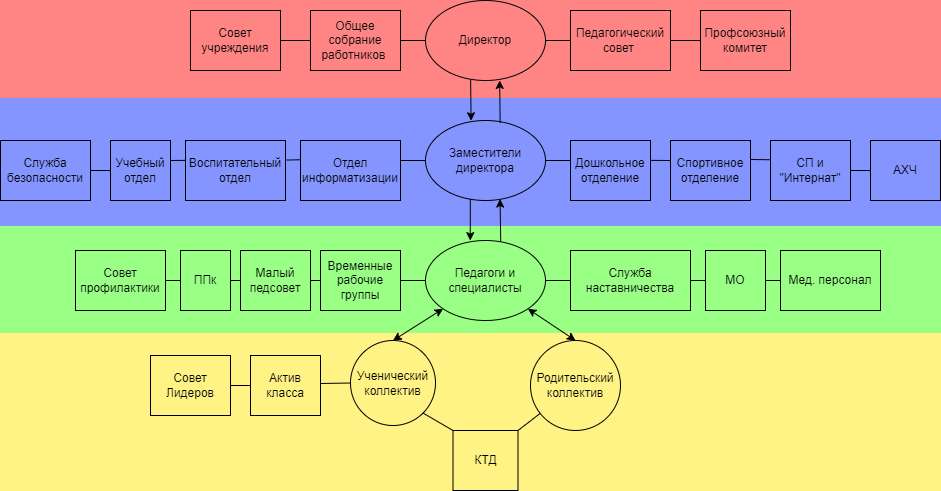 Совет
учреждения
Общее
собрание
работников
Директор
Педагогический
совет
Профсоюзный
комитет
Служба
безопасности
Учебный
отдел
Воспитательный
отдел
Отдел
информатизации
Заместители
директора
Дошкольное
отделение
Спортивное
отделение
СП и
"Интернат"
АХЧ
Совет
профилактики
ППк
Малый
педсовет
Временные
рабочие
группы
Педагоги и
специалисты
Служба
наставничества
МО
Мед. персонал
Совет
Лидеров
Актив
класса
Ученический
коллектив
Родительский
коллектив
КТД